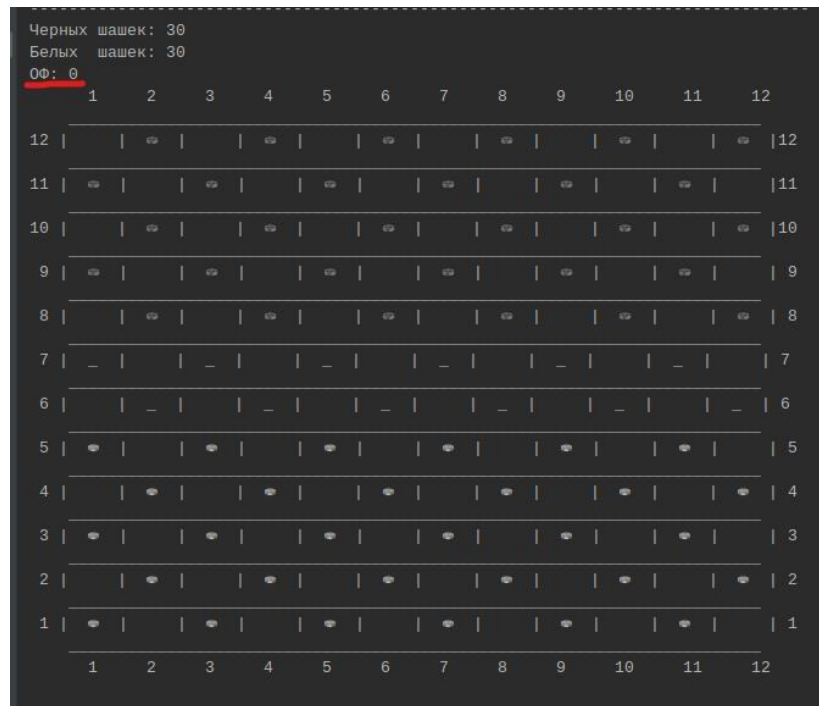 Черных шашек: 30
Белых  шашек: 30
ОФ: 0
1 2 3 4 5 6 7 8 9 10 11 12
12 |    | ⛂ |    | ⛂ |    | ⛂ |    | ⛂ |    | ⛂ |    | ⛂ |12
11 | ⛂ |    | ⛂ |    | ⛂ |    | ⛂ |    | ⛂ |    | ⛂ |    |11
10 |    | ⛂ |    | ⛂ |    | ⛂ |    | ⛂ |    | ⛂ |    | ⛂ |10
9 | ⛂ |    | ⛂ |    | ⛂ |    | ⛂ |    | ⛂ |    | ⛂ |    | 9
8 |    | ⛂ |    | ⛂ |    | ⛂ |    | ⛂ |    | ⛂ |    | ⛂ | 8
7 | _ |    | _ |    | _ |    | _ |    | _ |    | _ |    | 7
6 |    | _ |    | _ |    | _ |    | _ |    | _ |    | _ | 6
5 | ⛀ |    | ⛀ |    | ⛀ |    | ⛀ |    | ⛀ |    | ⛀ |    | 5
4 |    | ⛀ |    | ⛀ |    | ⛀ |    | ⛀ |    | ⛀ |    | ⛀ | 4
3 | ⛀ |    | ⛀ |    | ⛀ |    | ⛀ |    | ⛀ |    | ⛀ |    | 3
2 |    | ⛀ |    | ⛀ |    | ⛀ |    | ⛀ |    | ⛀ |    | ⛀ | 2
1 | ⛀ |    | ⛀ |    | ⛀ |    | ⛀ |    | ⛀ |    | ⛀ |    | 1
1 2 3 4 5 6 7 8 9 10 11 12